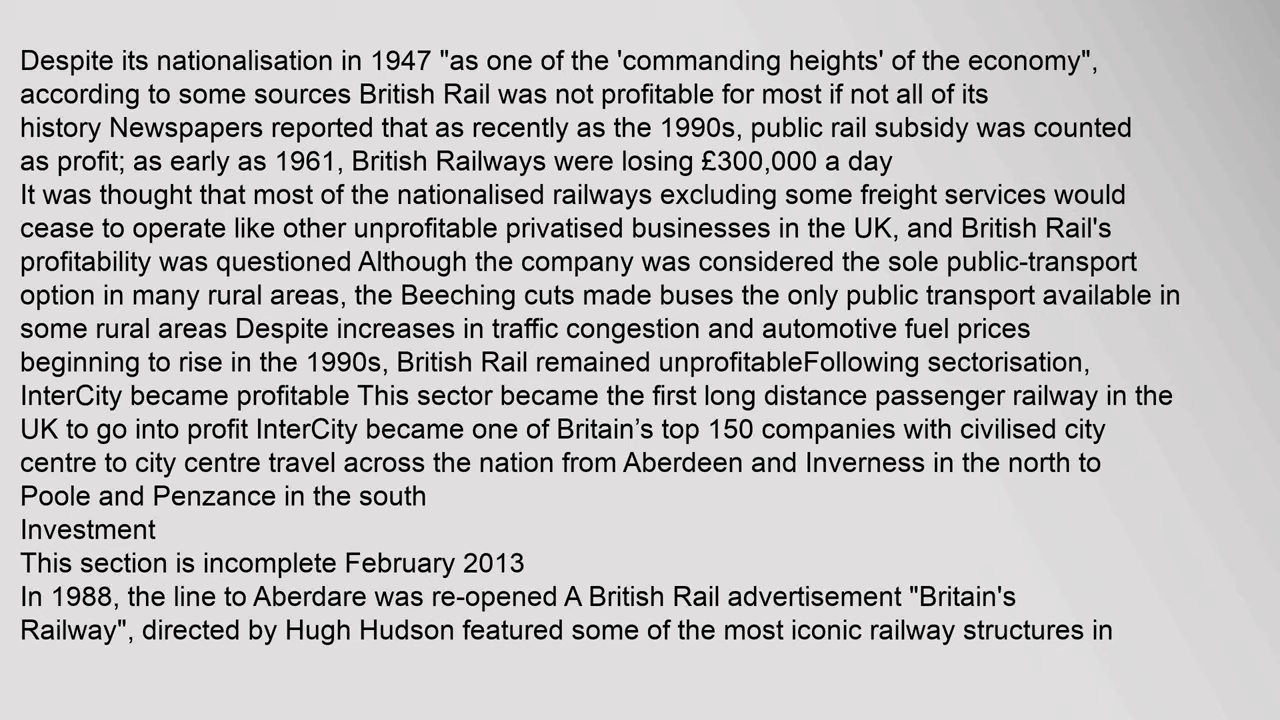 Despite its nationalisation in 1947 "as one of the 'commanding heights' of the economy",
according to some sources British Rail was not profitable for most if not all of its
history Newspapers reported that as recently as the 1990s, public rail subsidy was counted
as profit; as early as 1961, British Railways were losing £300,000 a day
It was thought that most of the nationalised railways excluding some freight services would
cease to operate like other unprofitable privatised businesses in the UK, and British Rail's
profitability was questioned Although the company was considered the sole public-transport
option in many rural areas, the Beeching cuts made buses the only public transport available in
some rural areas Despite increases in traffic congestion and automotive fuel prices
beginning to rise in the 1990s, British Rail remained unprofitableFollowing sectorisation,
InterCity became profitable This sector became the first long distance passenger railway in the
UK to go into profit InterCity became one of Britain’s top 150 companies with civilised city
centre to city centre travel across the nation from Aberdeen and Inverness in the north to
Poole and Penzance in the south
Investment
This section is incomplete February 2013
In 1988, the line to Aberdare was re-opened A British Rail advertisement "Britain's
Railway", directed by Hugh Hudson featured some of the most iconic railway structures in